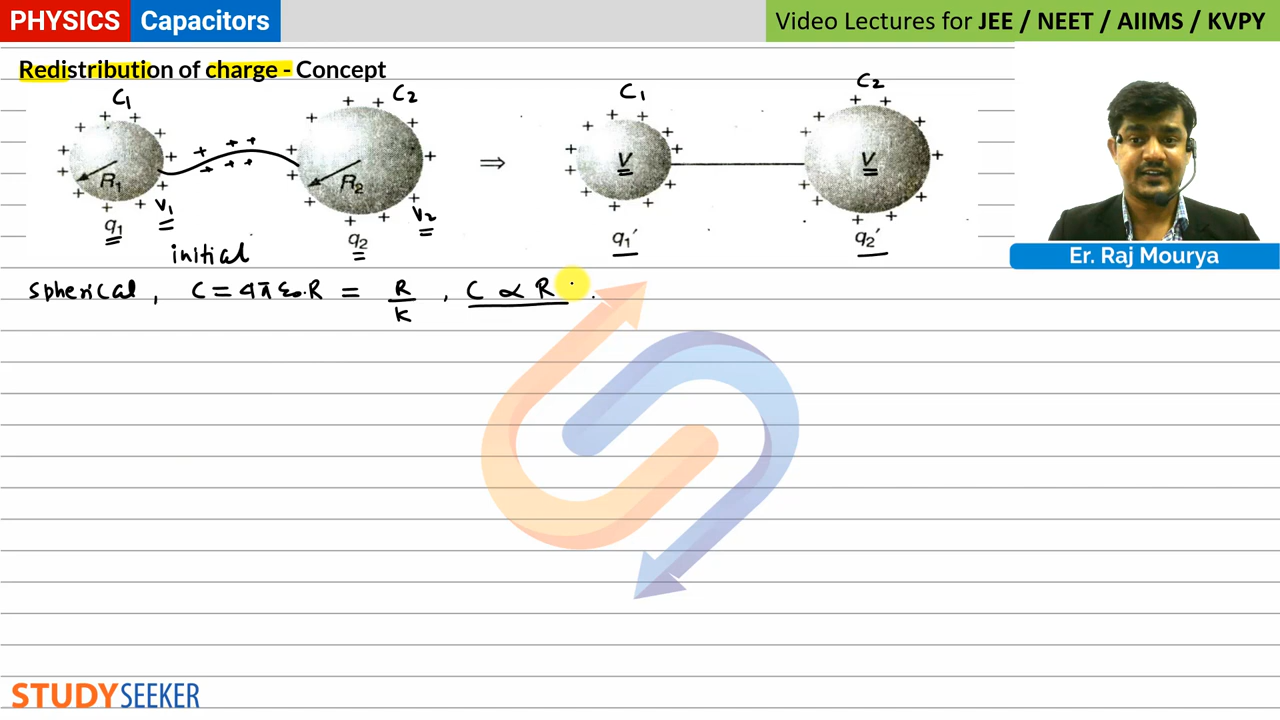 PHYSICS Capacitors
Video Lectures for JEE / NEET / AIIMS / KVPY
Redistribution of charge - Concept
C1 C2 C1 C2
R1 R2 ⇒ V V
V1 V2
q1 q2 q1′ q2′
initial
Er. Raj Mourya
Spherical, C = 4πε0.R = R/K , C ∝ R
STUDYSEEKER